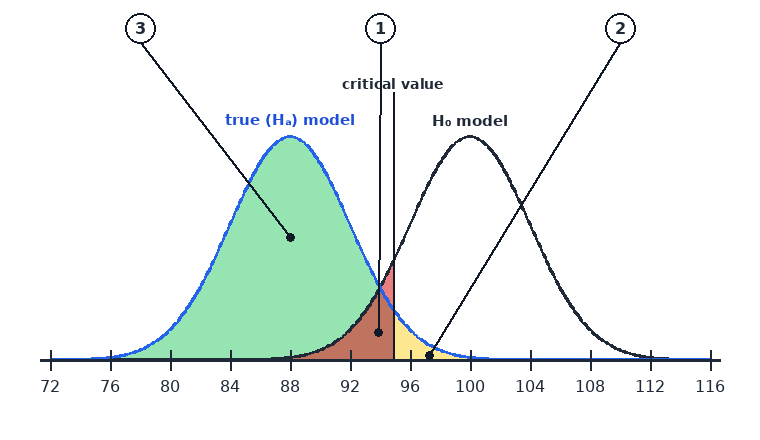 3
1
2
critical value
true (Hₐ) model
H₀ model
72 76 80 84 88 92 96 100 104 108 112 116